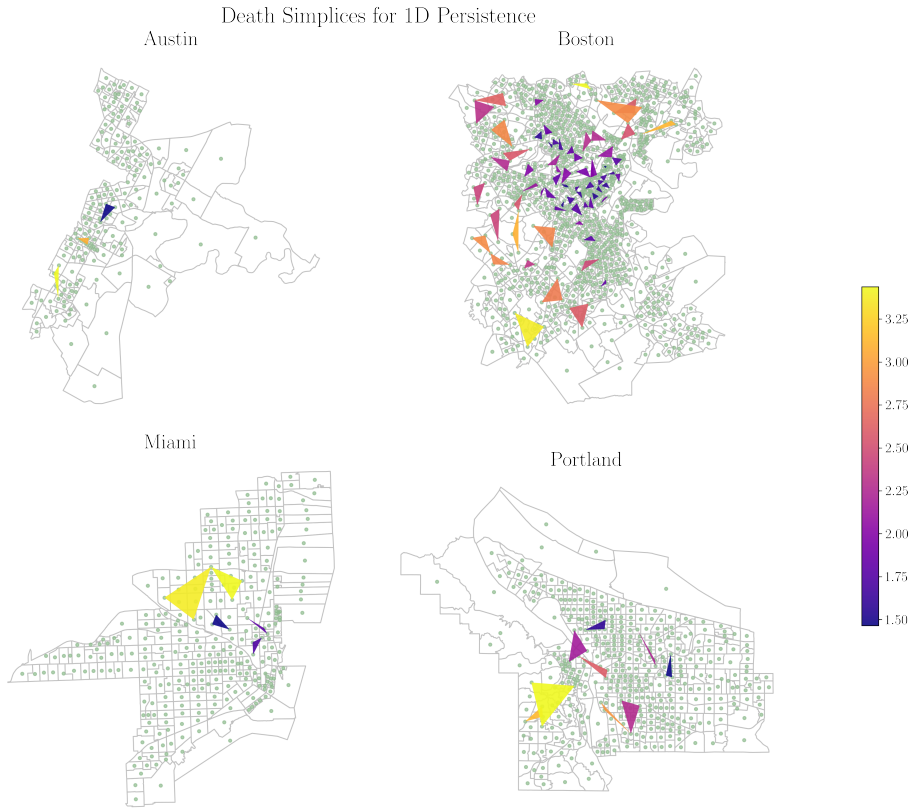 Death Simplices for 1D Persistence
Austin
Boston
Miami
Portland
3.25
3.00
2.75
2.50
2.25
2.00
1.75
1.50